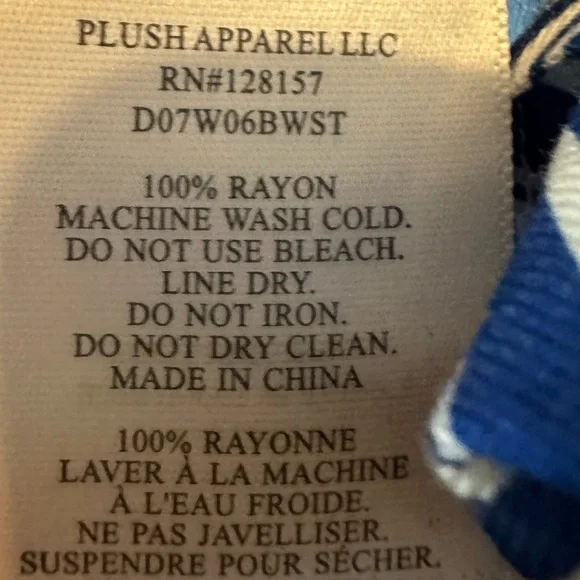 PLUSH APPAREL LLC
RN#128157
D07W06BWST
100% RAYON
MACHINE WASH COLD.
DO NOT USE BLEACH.
LINE DRY.
DO NOT IRON.
DO NOT DRY CLEAN.
MADE IN CHINA
100% RAYONNE
LAVER À LA MACHINE
À L'EAU FROIDE.
NE PAS JAVELLISER.
SUSPENDRE POUR SÉCHER.